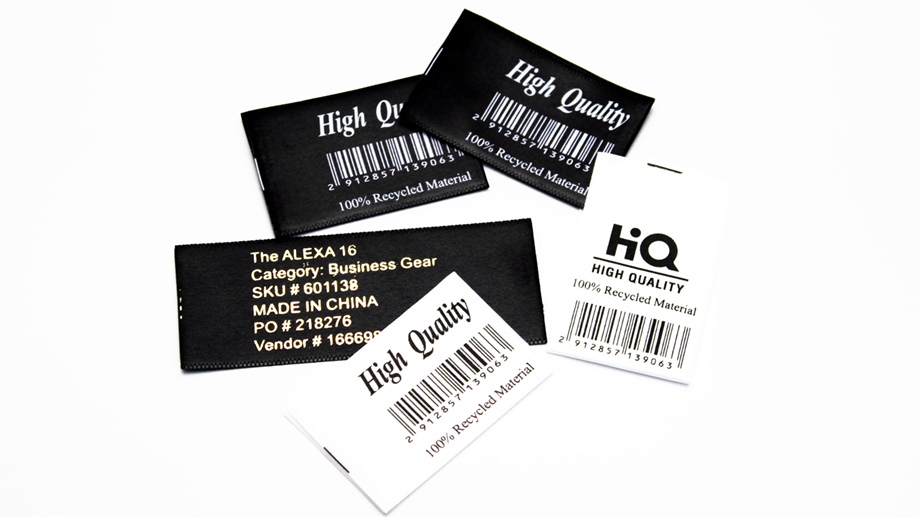 High Quality
2 912857 139063
100% Recycled Material
High
2 912857 139063
100% Recycled Material
HiQ
HIGH QUALITY
100% Recycled Material
2 912857 139063
The ALEXA 16
Category: Business Gear
SKU # 601138
MADE IN CHINA
PO # 218276
Vendor #
High Quality
2 912857 139063
100% Recycled Material